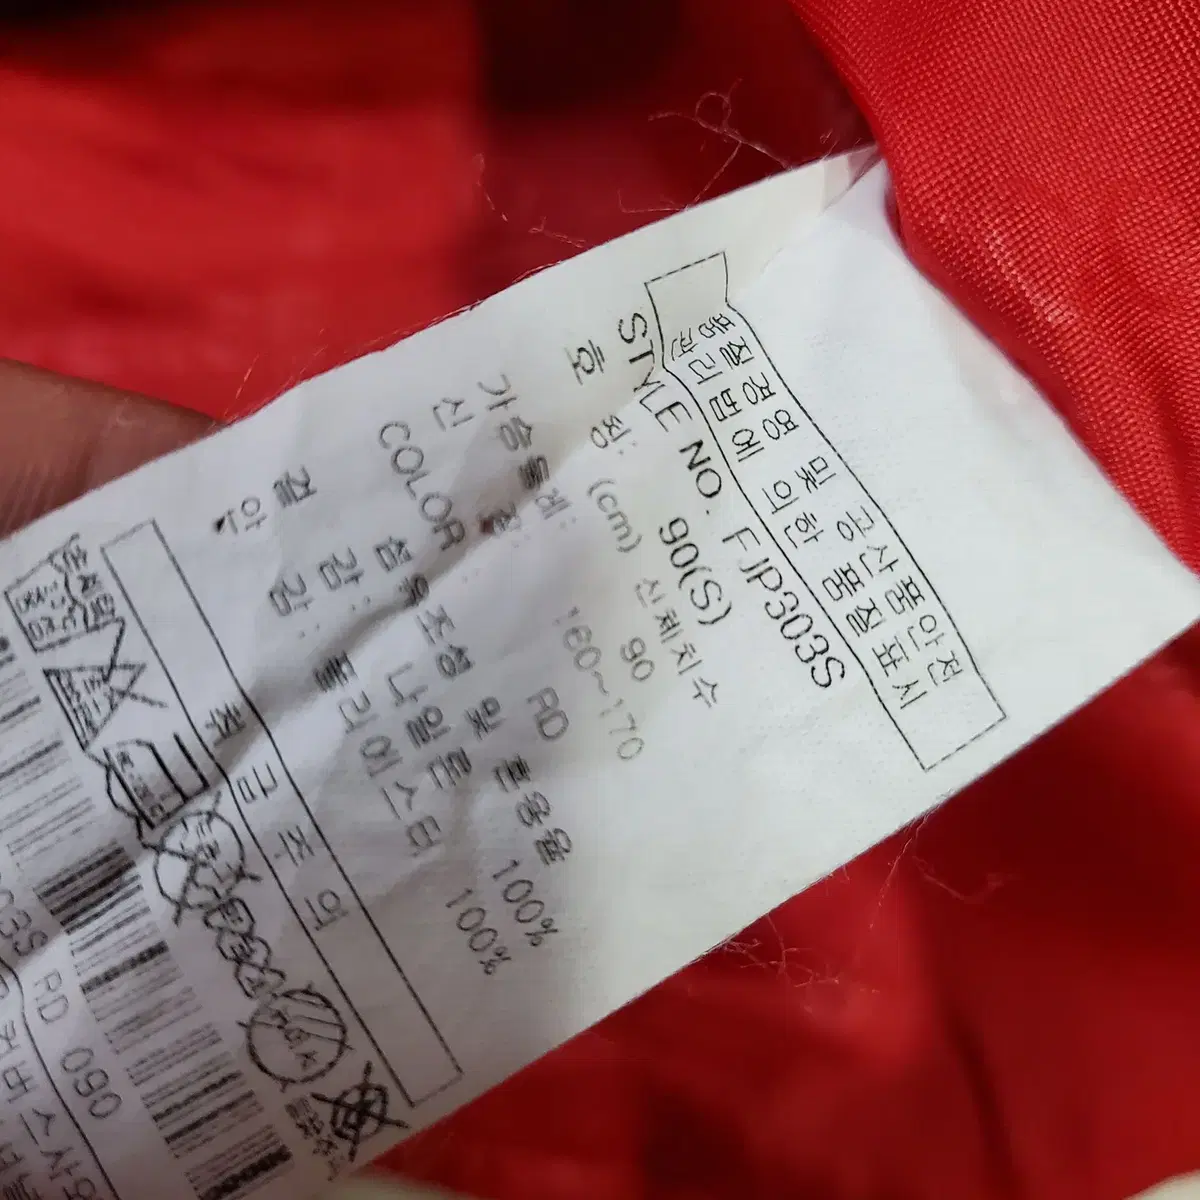 품질경영 및 공산품안전
관리법에 의한 품질표시
STYLE NO. FJP303S
호 칭: 90(S)
(cm) 신체치수
가슴둘레: 90
신 장: 160~170
COLOR : RD
섬유조성 및 혼용율
겉 감: 나일론 100%
안 감: 폴리에스터 100%
취급주의
03S RD 090